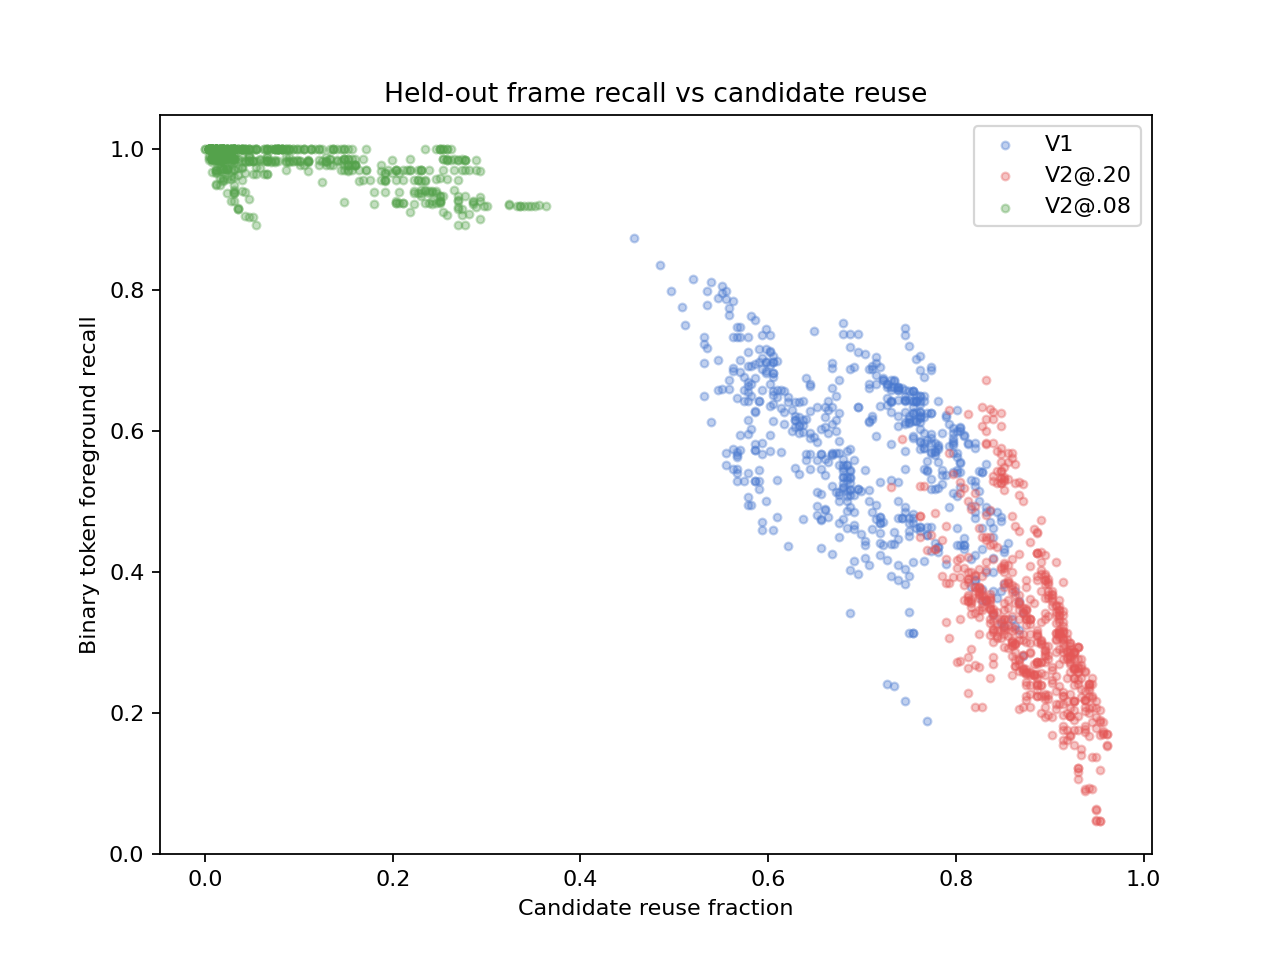 Held-out frame recall vs candidate reuse
V1
V2@.20
V2@.08
Binary token foreground recall
1.0
0.8
0.6
0.4
0.2
0.0
0.0 0.2 0.4 0.6 0.8 1.0
Candidate reuse fraction